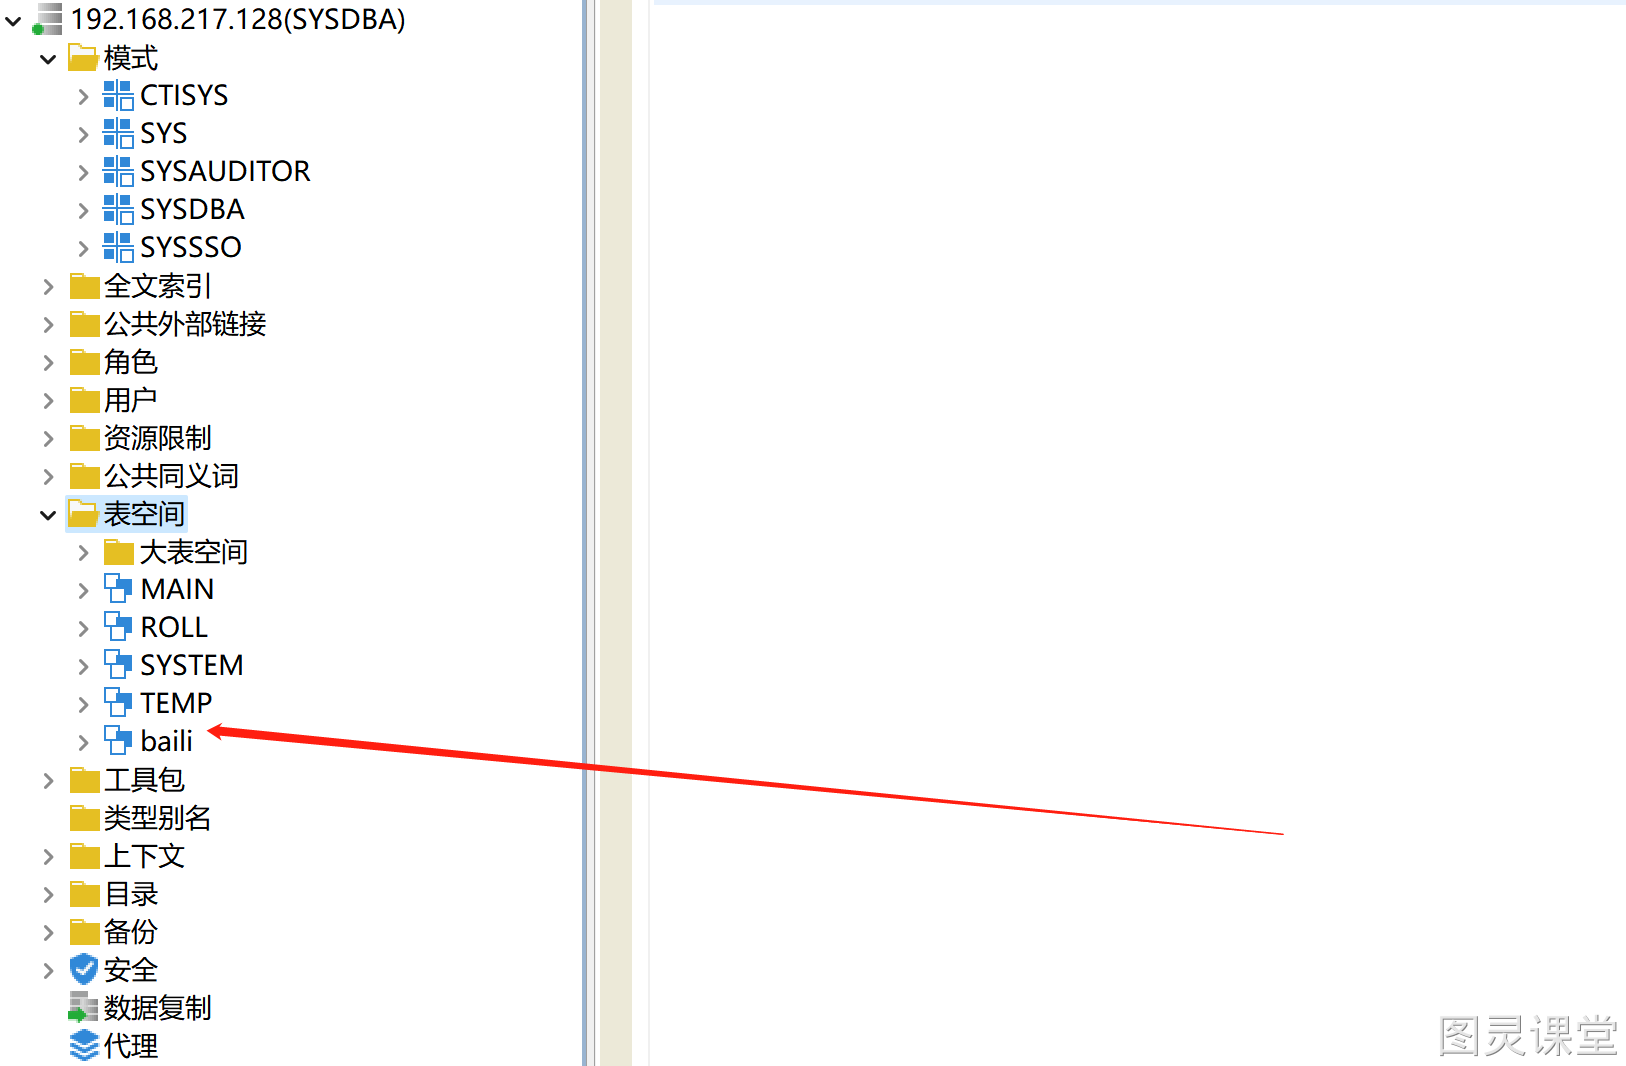 192.168.217.128(SYSDBA)
模式
CTISYS
SYS
SYSAUDITOR
SYSDBA
SYSSSO
全文索引
公共外部链接
角色
用户
资源限制
公共同义词
表空间
大表空间
MAIN
ROLL
SYSTEM
TEMP
baili
工具包
类型别名
上下文
目录
备份
安全
数据复制
代理
图灵课堂